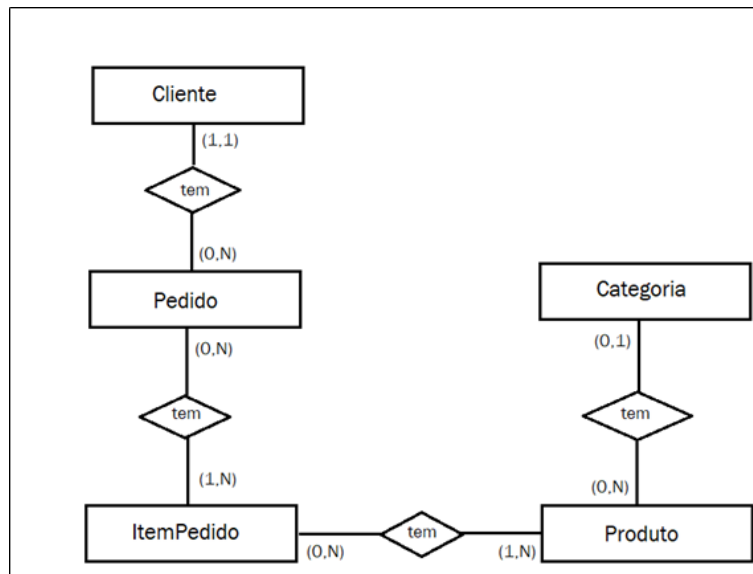 Cliente
(1,1)
tem
(0,N)
Pedido
(0,N)
tem
(1,N)
ItemPedido
(0,N)
tem
(1,N)
Categoria
(0,1)
tem
(0,N)
Produto